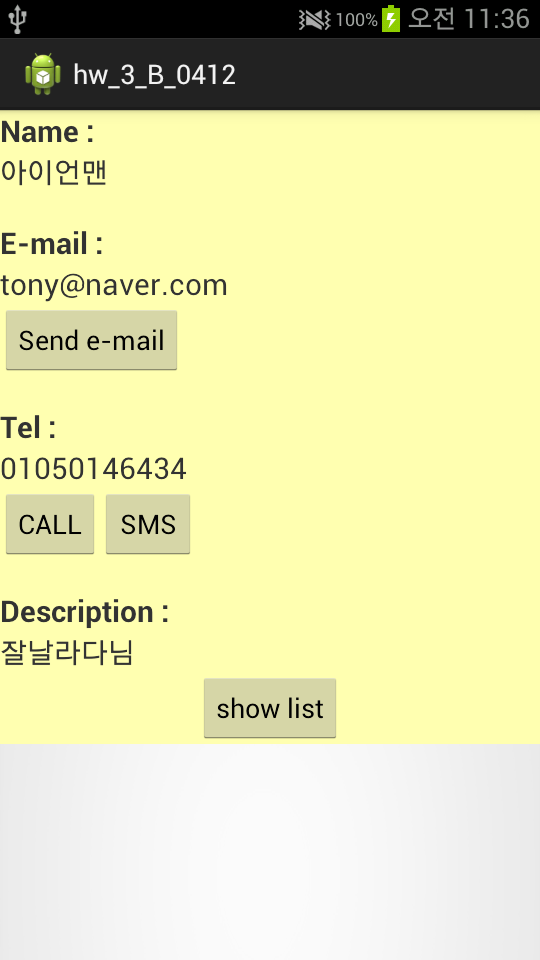 100% 오전 11:36
hw_3_B_0412
Name :
아이언맨
E-mail :
tony@naver.com
Send e-mail
Tel :
01050146434
CALL SMS
Description :
잘날라다님
show list